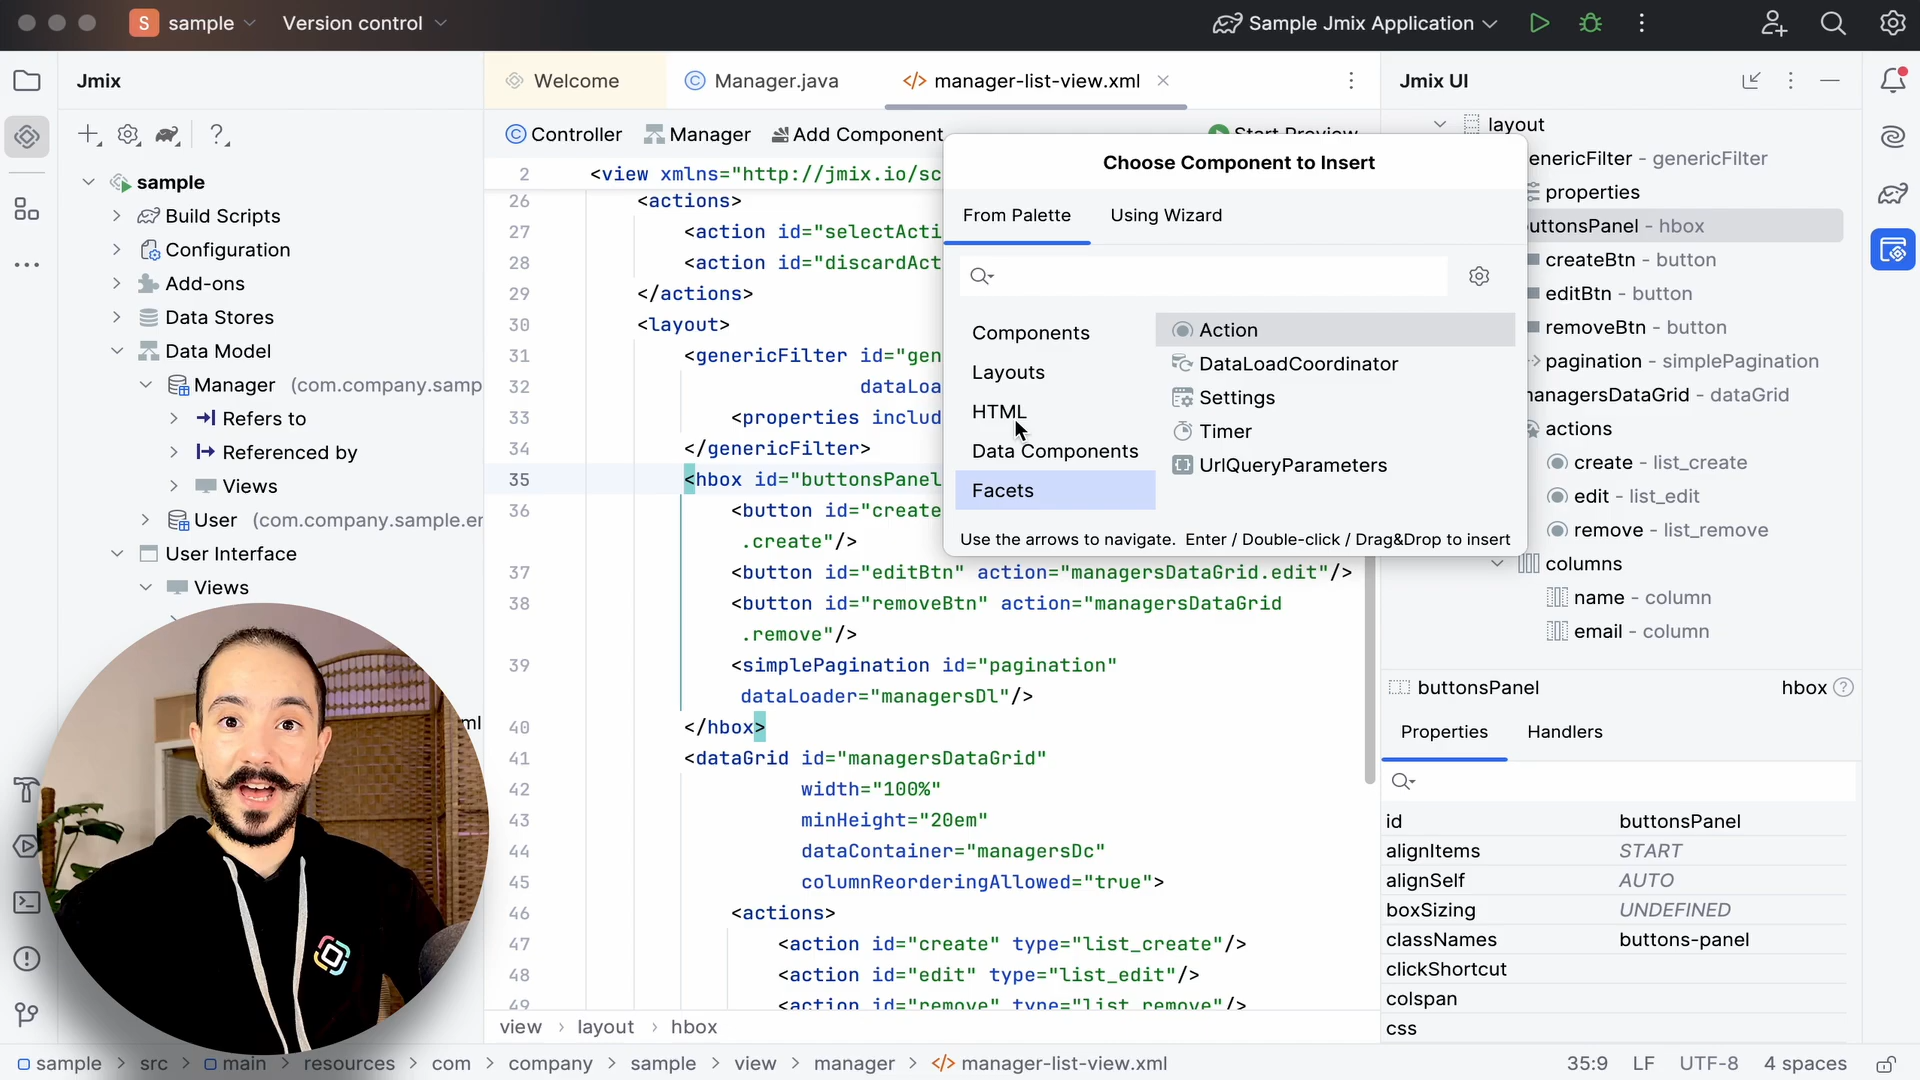 S sample Version control Sample Jmix Application
Jmix
Welcome Manager.java </> manager-list-view.xml
Jmix UI
sample
Build Scripts
Configuration
Add-ons
Data Stores
Data Model
Manager (com.company.samp
Refers to
Referenced by
Views
User (com.company.sample.er
User Interface
Views
ml
Controller Manager Add Component Start Preview
2 <view xmlns="http://jmix.io/sc
26 <actions>
27 <action id="selectActi
28 <action id="discardAct
29 </actions>
30 <layout>
31 <genericFilter id="gen
32 dataLoa
33 <properties includ
34 </genericFilter>
35 <hbox id="buttonsPanel
36 <button id="create
.create"/>
37 <button id="editBtn" action="managersDataGrid.edit"/>
38 <button id="removeBtn" action="managersDataGrid
.remove"/>
39 <simplePagination id="pagination"
dataLoader="managersDl"/>
40 </hbox>
41 <dataGrid id="managersDataGrid"
42 width="100%"
43 minHeight="20em"
44 dataContainer="managersDc"
45 columnReorderingAllowed="true">
46 <actions>
47 <action id="create" type="list_create"/>
48 <action id="edit" type="list_edit"/>
49 <action id="remove" type="list_remove"/>
view > layout > hbox
Choose Component to Insert
From Palette Using Wizard
Components
Layouts
HTML
Data Components
Facets
Action
DataLoadCoordinator
Settings
Timer
UrlQueryParameters
Use the arrows to navigate. Enter / Double-click / Drag&Drop to insert
layout
enericFilter - genericFilter
properties
uttonsPanel - hbox
createBtn - button
editBtn - button
removeBtn - button
pagination - simplePagination
nanagersDataGrid - dataGrid
actions
create - list_create
edit - list_edit
remove - list_remove
columns
name - column
email - column
buttonsPanel hbox ?
Properties Handlers
id buttonsPanel
alignItems START
alignSelf AUTO
boxSizing UNDEFINED
classNames buttons-panel
clickShortcut
colspan
css
sample > src > main > resources > com > company > sample > view > manager > </> manager-list-view.xml
35:9 LF UTF-8 4 spaces